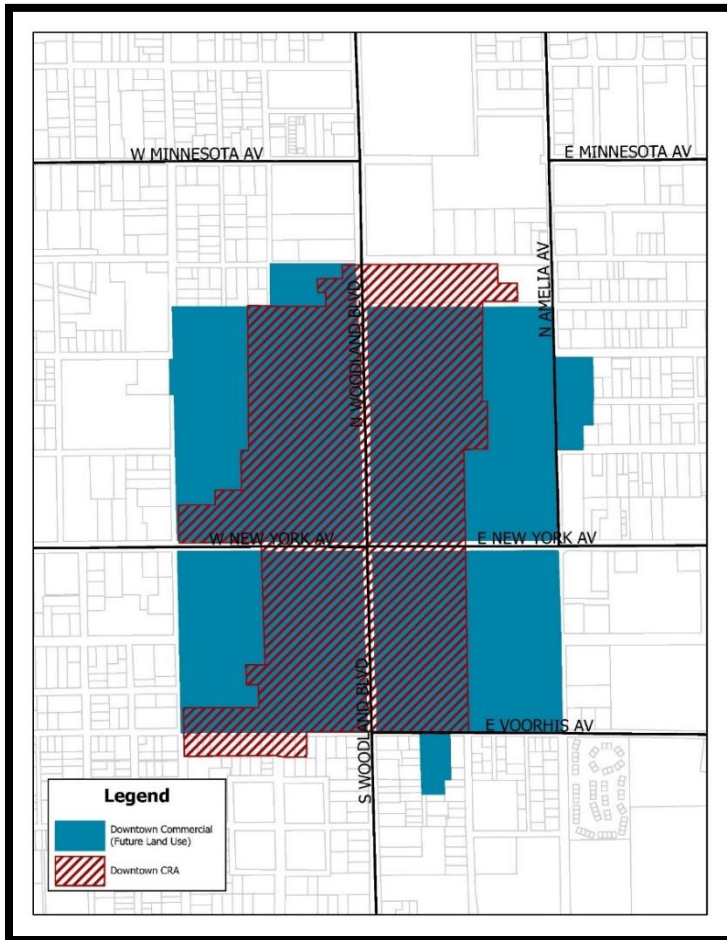 W MINNESOTA AV
E MINNESOTA AV
N AMELIA AV
N WOODLAND BLVD
W NEW YORK AV
E NEW YORK AV
S WOODLAND BLVD
E VOORHIS AV
Legend
Downtown Commercial
(Future Land Use)
Downtown CRA